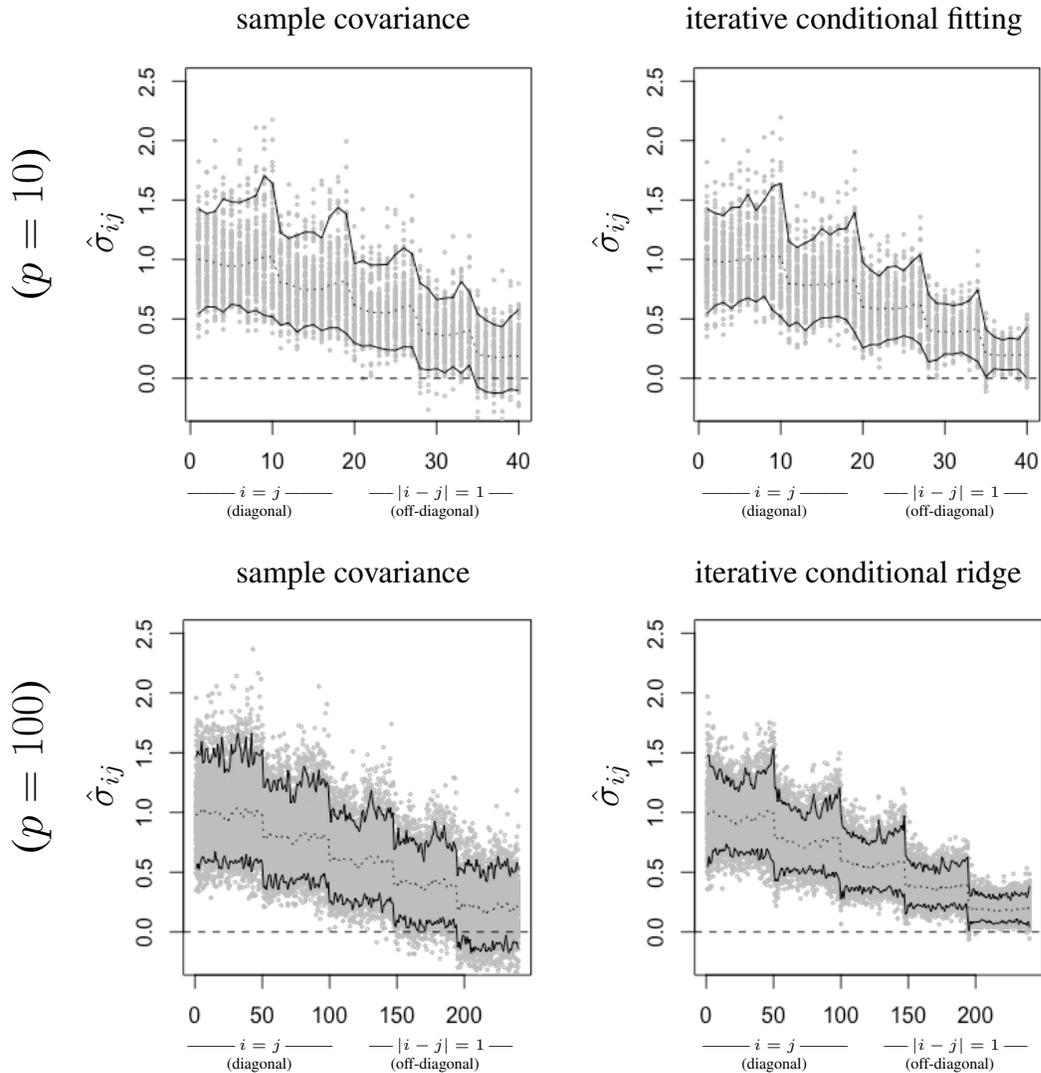 sample covariance
iterative conditional fitting
(p = 10)
σ̂ij
2.5
2.0
1.5
1.0
0.5
0.0
0 10 20 30 40
i = j
(diagonal)
|i − j| = 1
(off-diagonal)
σ̂ij
2.5
2.0
1.5
1.0
0.5
0.0
0 10 20 30 40
i = j
(diagonal)
|i − j| = 1
(off-diagonal)
sample covariance
iterative conditional ridge
(p = 100)
σ̂ij
2.5
2.0
1.5
1.0
0.5
0.0
0 50 100 150 200
i = j
(diagonal)
|i − j| = 1
(off-diagonal)
σ̂ij
2.5
2.0
1.5
1.0
0.5
0.0
0 50 100 150 200
i = j
(diagonal)
|i − j| = 1
(off-diagonal)